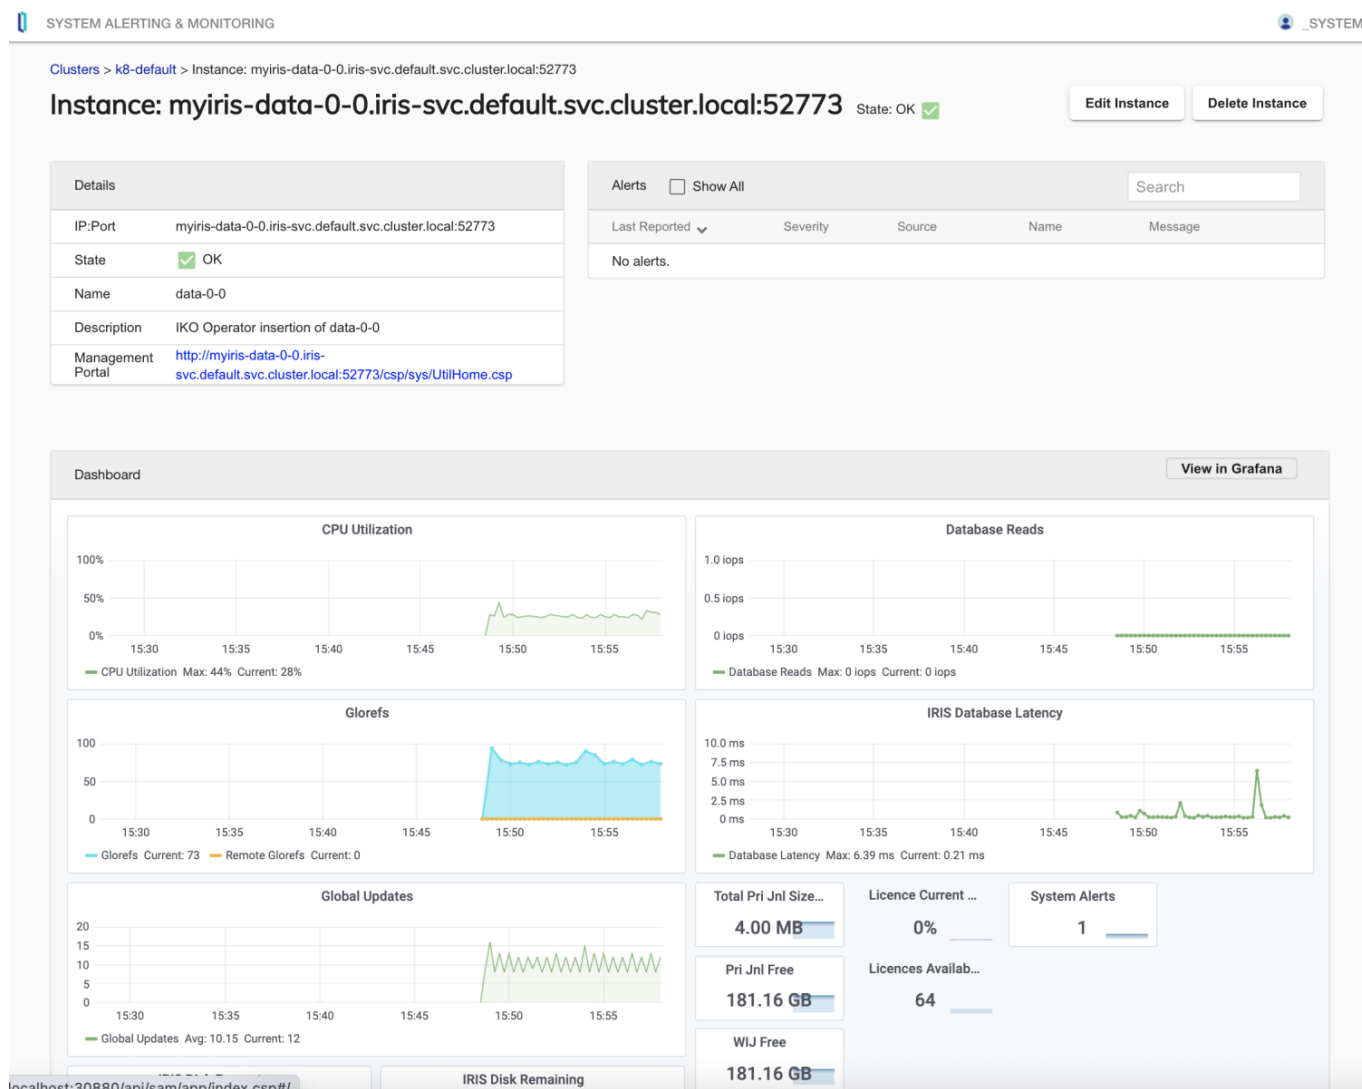 SYSTEM ALERTING & MONITORING
_SYSTEM
Clusters > k8-default > Instance: myiris-data-0-0.iris-svc.default.svc.cluster.local:52773
Instance: myiris-data-0-0.iris-svc.default.svc.cluster.local:52773 State: OK
Edit Instance
Delete Instance
Details
IP:Port myiris-data-0-0.iris-svc.default.svc.cluster.local:52773
State OK
Name data-0-0
Description IKO Operator insertion of data-0-0
Management Portal
http://myiris-data-0-0.iris-
svc.default.svc.cluster.local:52773/csp/sys/UtilHome.csp
Alerts Show All Search
Last Reported Severity Source Name Message
No alerts.
Dashboard
View in Grafana
CPU Utilization
100%
50%
0%
15:30 15:35 15:40 15:45 15:50 15:55
CPU Utilization Max: 44% Current: 28%
Database Reads
1.0 iops
0.5 iops
0 iops
15:30 15:35 15:40 15:45 15:50 15:55
Database Reads Max: 0 iops Current: 0 iops
Glorefs
100
50
0
15:30 15:35 15:40 15:45 15:50 15:55
Glorefs Current: 73 Remote Glorefs Current: 0
IRIS Database Latency
10.0 ms
7.5 ms
5.0 ms
2.5 ms
0 ms
15:30 15:35 15:40 15:45 15:50 15:55
Database Latency Max: 6.39 ms Current: 0.21 ms
Global Updates
20
15
10
5
0
15:30 15:35 15:40 15:45 15:50 15:55
Global Updates Avg: 10.15 Current: 12
Total Pri Jnl Size...
4.00 MB
Licence Current ...
0%
System Alerts
1
Pri Jnl Free
181.16 GB
Licences Availab...
64
WIJ Free
181.16 GB
IRIS Disk Remaining
localhost:30880/api/sam/app/index.csp#/